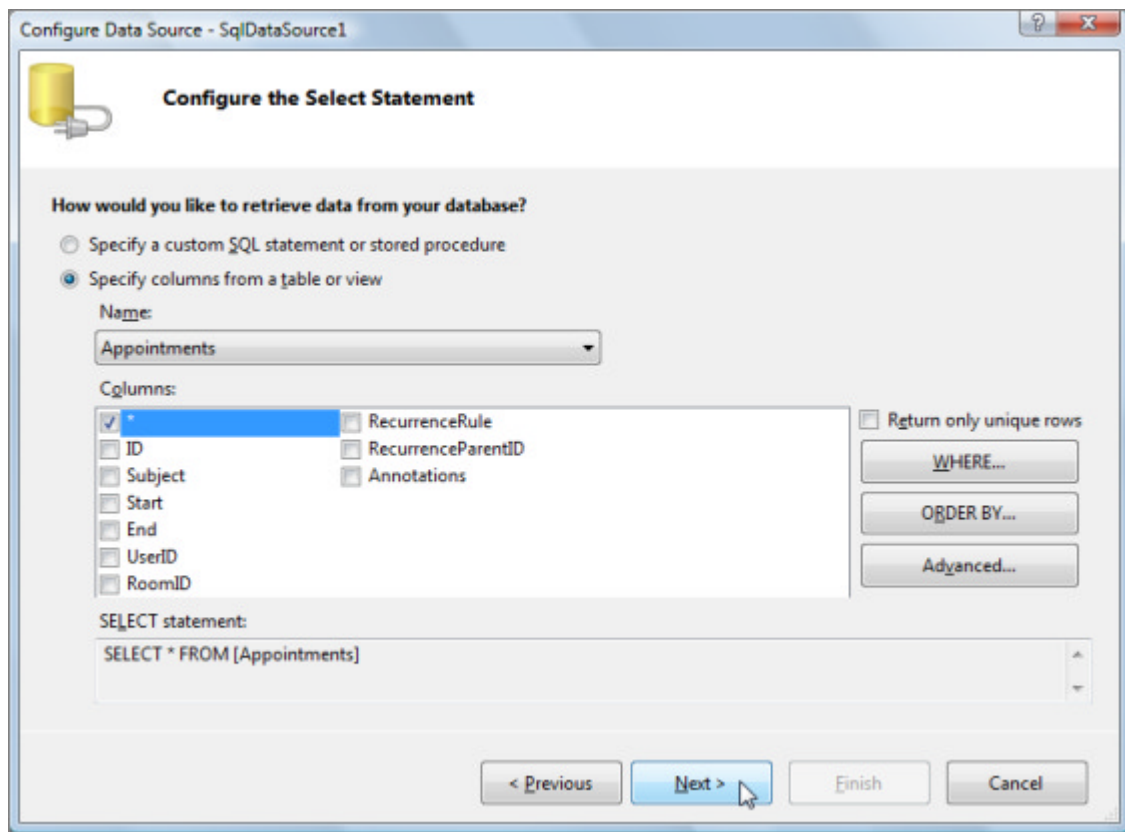 Configure Data Source - SqlDataSource1
Configure the Select Statement
How would you like to retrieve data from your database?
Specify a custom SQL statement or stored procedure
Specify columns from a table or view
Name:
Appointments
Columns:
*
ID
Subject
Start
End
UserID
RoomID
RecurrenceRule
RecurrenceParentID
Annotations
Return only unique rows
WHERE...
ORDER BY...
Advanced...
SELECT statement:
SELECT * FROM [Appointments]
< Previous
Next >
Finish
Cancel